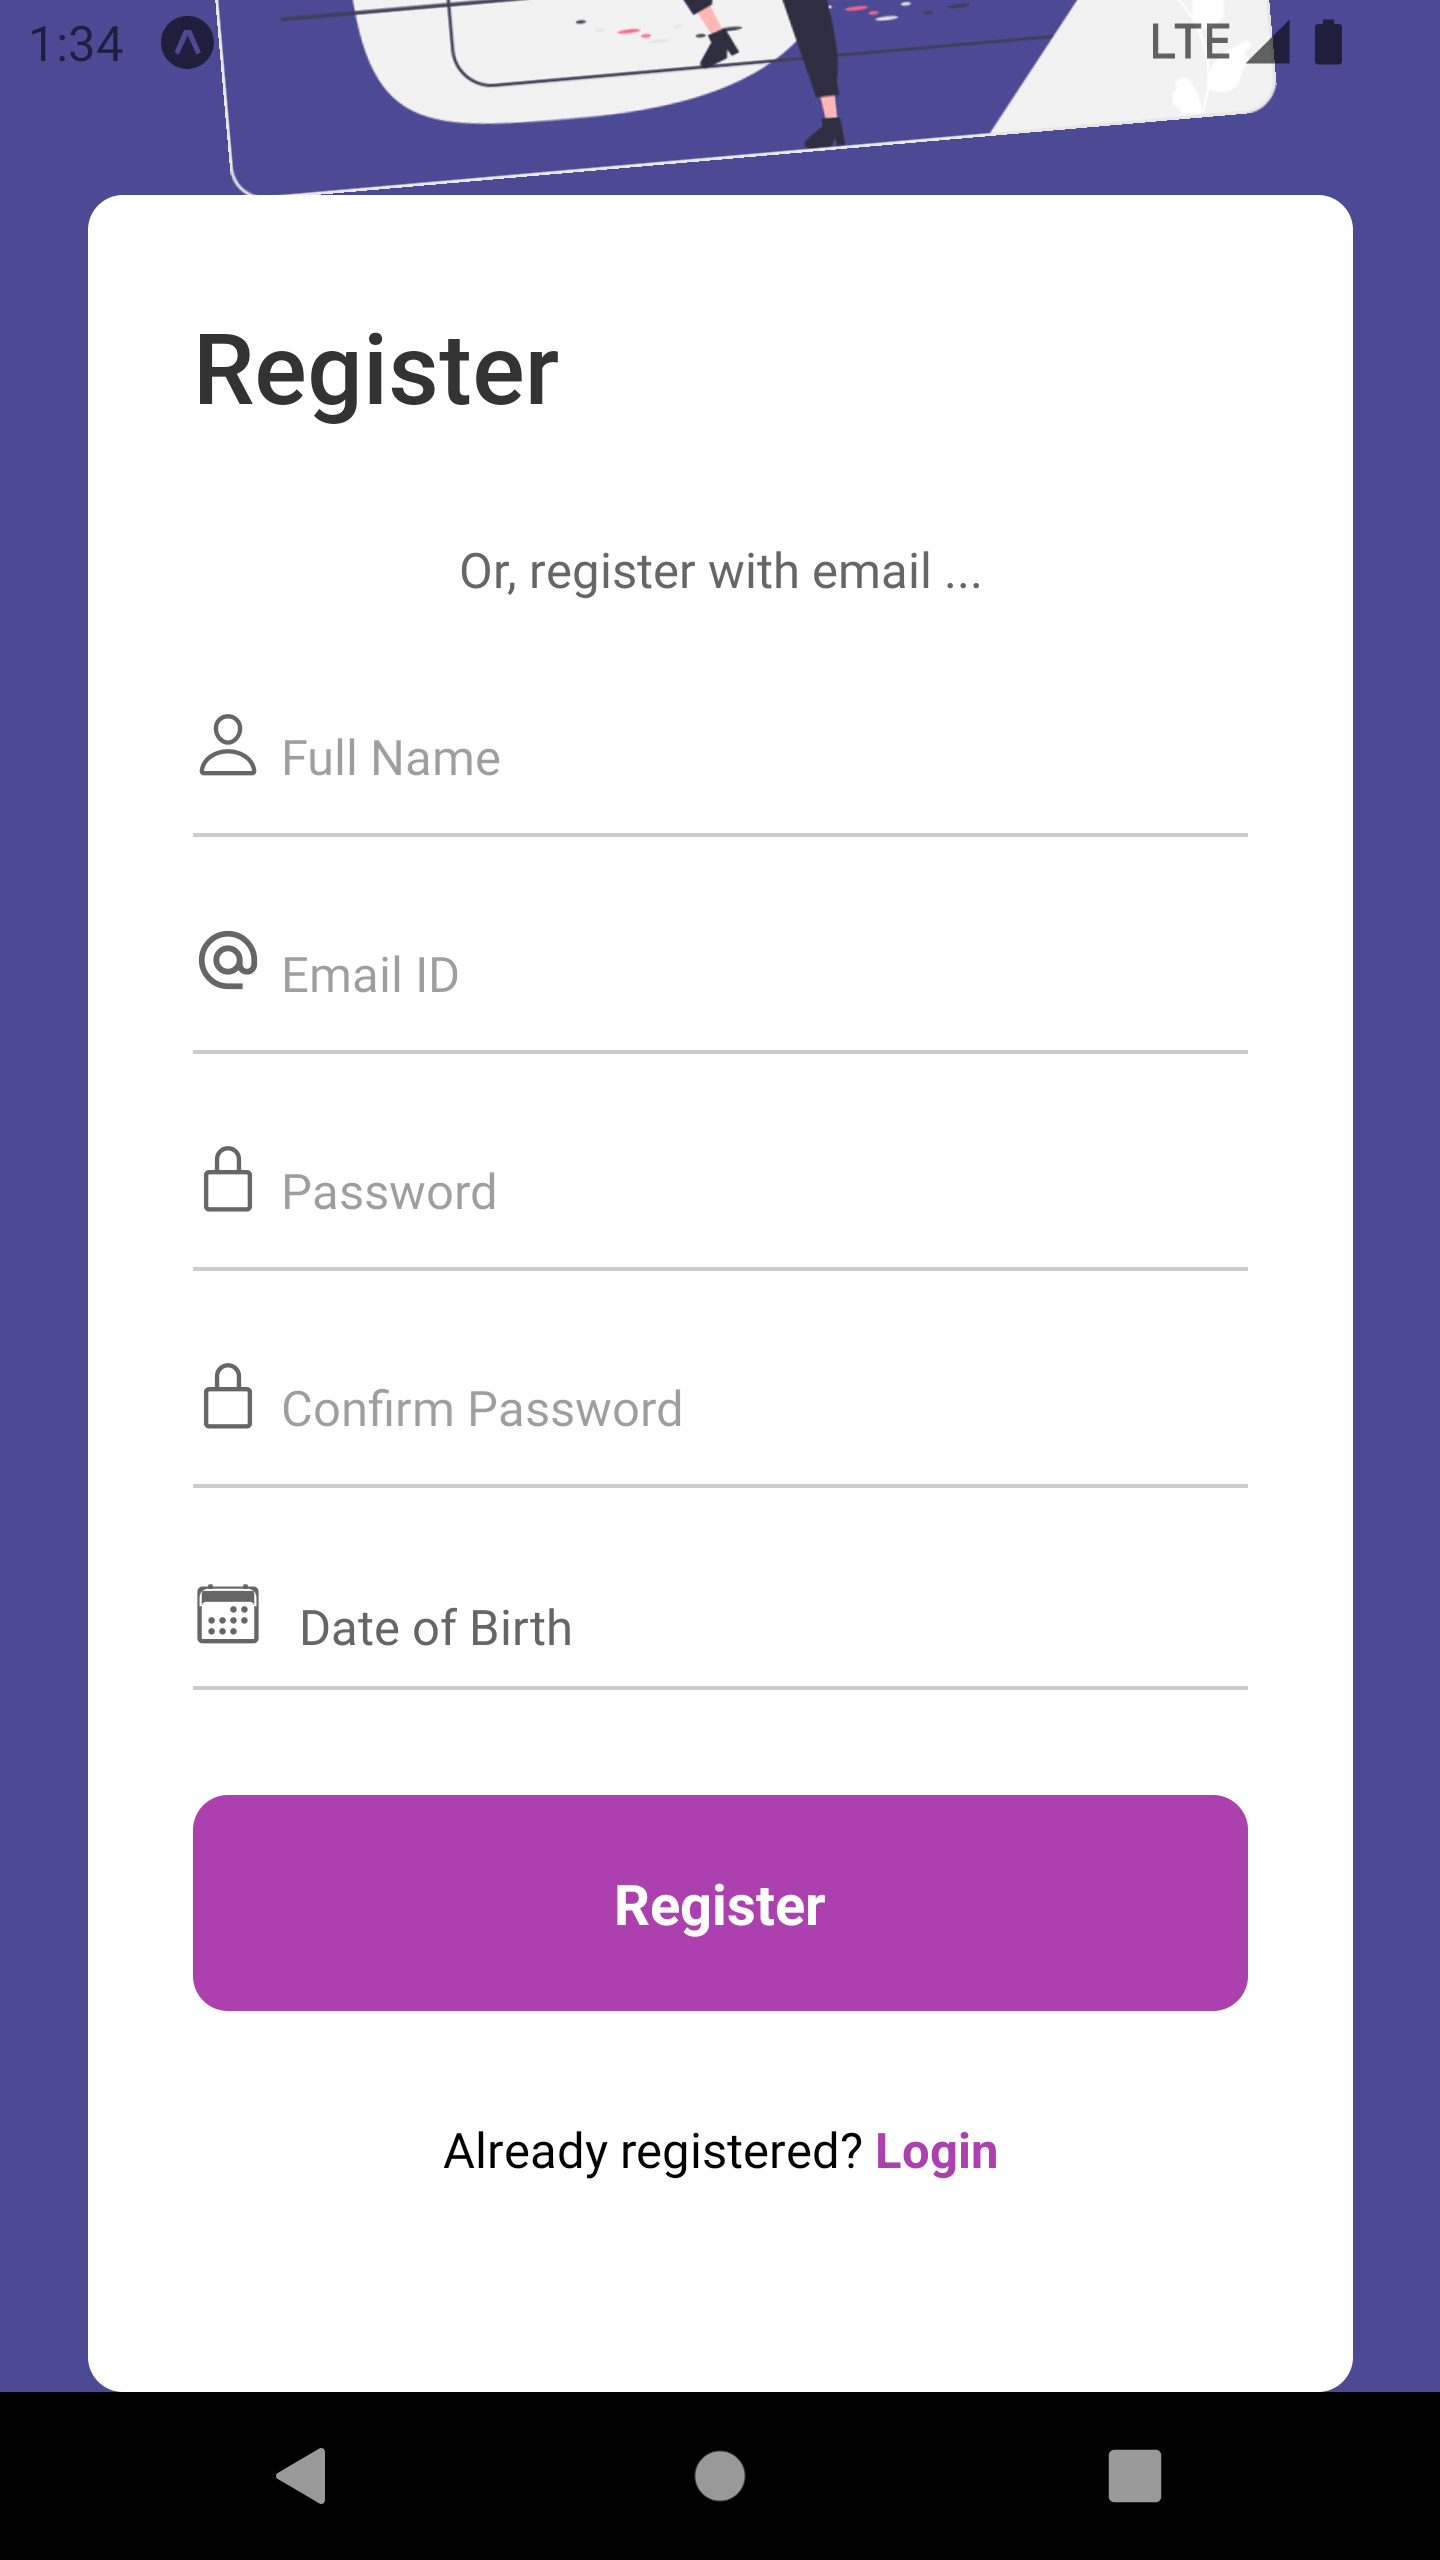 1:34 LTE
Register
Or, register with email ...
Full Name
Email ID
Password
Confirm Password
Date of Birth
Register
Already registered? Login